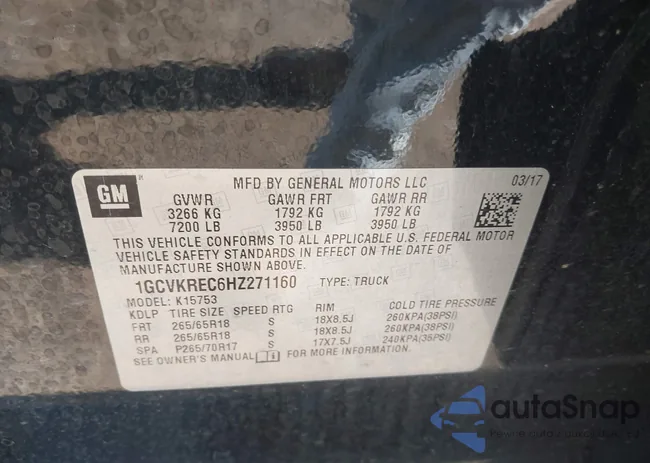 GM
MFD BY GENERAL MOTORS LLC 03/17
GVWR GAWR FRT GAWR RR
3266 KG 1792 KG 1792 KG
7200 LB 3950 LB 3950 LB
THIS VEHICLE CONFORMS TO ALL APPLICABLE U.S. FEDERAL MOTOR
VEHICLE SAFETY STANDARDS IN EFFECT ON THE DATE OF
MANUFACTURE SHOWN ABOVE.
1GCVKREC6HZ271160 TYPE: TRUCK
MODEL: K15753
KDLP TIRE SIZE SPEED RTG RIM COLD TIRE PRESSURE
FRT 265/65R18 S 18X8.5J 260KPA(38PSI)
RR 265/65R18 S 18X8.5J 260KPA(38PSI)
SPA P265/70R17 S 17X7.5J 240KPA(35PSI)
SEE OWNER'S MANUAL FOR MORE INFORMATION
autoSnap